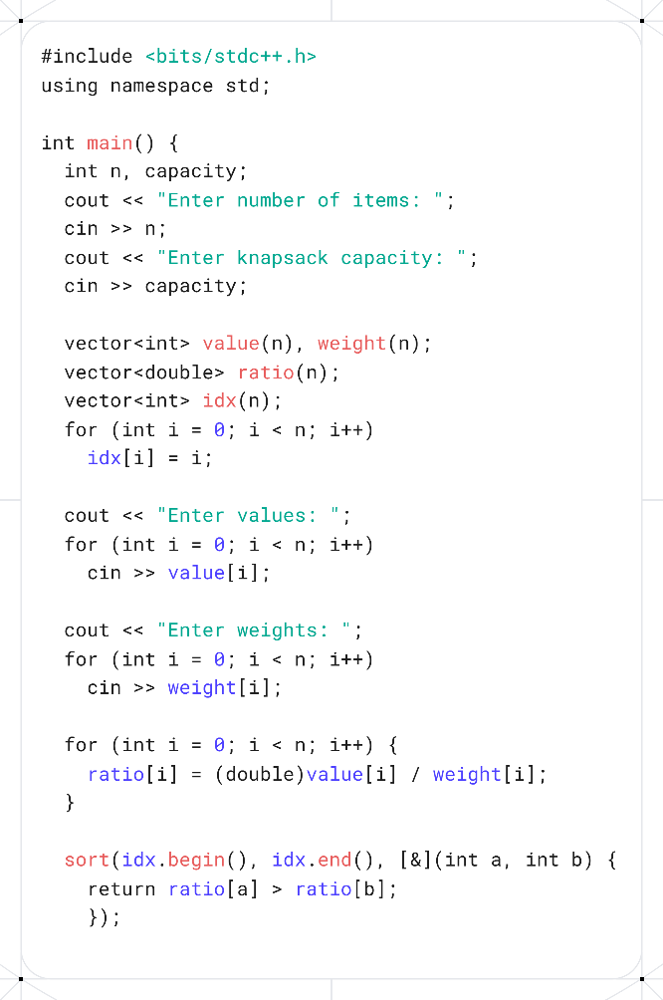 #include <bits/stdc++.h>
using namespace std;

int main() {
  int n, capacity;
  cout << "Enter number of items: ";
  cin >> n;
  cout << "Enter knapsack capacity: ";
  cin >> capacity;

  vector<int> value(n), weight(n);
  vector<double> ratio(n);
  vector<int> idx(n);
  for (int i = 0; i < n; i++)
    idx[i] = i;

  cout << "Enter values: ";
  for (int i = 0; i < n; i++)
    cin >> value[i];

  cout << "Enter weights: ";
  for (int i = 0; i < n; i++)
    cin >> weight[i];

  for (int i = 0; i < n; i++) {
    ratio[i] = (double)value[i] / weight[i];
  }

  sort(idx.begin(), idx.end(), [&](int a, int b) {
    return ratio[a] > ratio[b];
    });